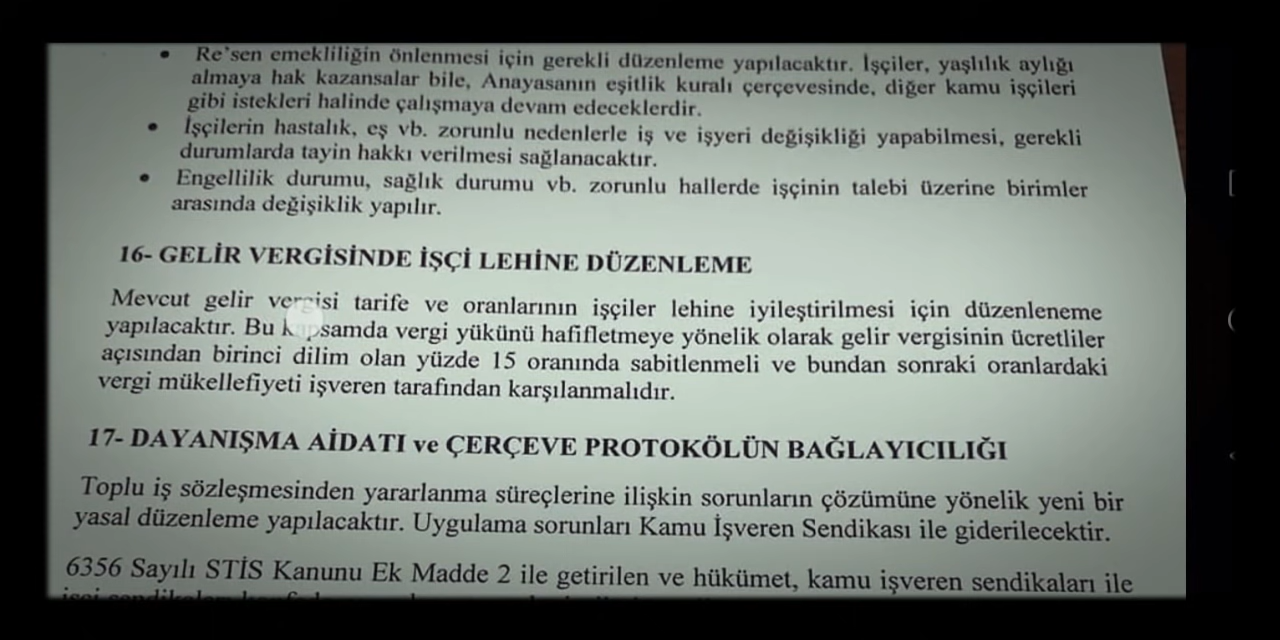 • Re'sen emekliliğin önlenmesi için gerekli düzenleme yapılacaktır. İşçiler, yaşlılık aylığı
almaya hak kazansalar bile, Anayasanın eşitlik kuralı çerçevesinde, diğer kamu işçileri
gibi istekleri halinde çalışmaya devam edeceklerdir.
• İşçilerin hastalık, eş vb. zorunlu nedenlerle iş ve işyeri değişikliği yapabilmesi, gerekli
durumlarda tayin hakkı verilmesi sağlanacaktır.
• Engellilik durumu, sağlık durumu vb. zorunlu hallerde işçinin talebi üzerine birimler
arasında değişiklik yapılır.
16- GELİR VERGİSİNDE İŞÇİ LEHİNE DÜZENLEME
Mevcut gelir vergisi tarife ve oranlarının işçiler lehine iyileştirilmesi için düzenleneme
yapılacaktır. Bu kapsamda vergi yükünü hafifletmeye yönelik olarak gelir vergisinin ücretliler
açısından birinci dilim olan yüzde 15 oranında sabitlenmeli ve bundan sonraki oranlardaki
vergi mükellefiyeti işveren tarafından karşılanmalıdır.
17- DAYANIŞMA AİDATI ve ÇERÇEVE PROTOKÖLÜN BAĞLAYICILIĞI
Toplu iş sözleşmesinden yararlanma süreçlerine ilişkin sorunların çözümüne yönelik yeni bir
yasal düzenleme yapılacaktır. Uygulama sorunları Kamu İşveren Sendikası ile giderilecektir.
6356 Sayılı STİS Kanunu Ek Madde 2 ile getirilen ve hükümet, kamu işveren sendikaları ile